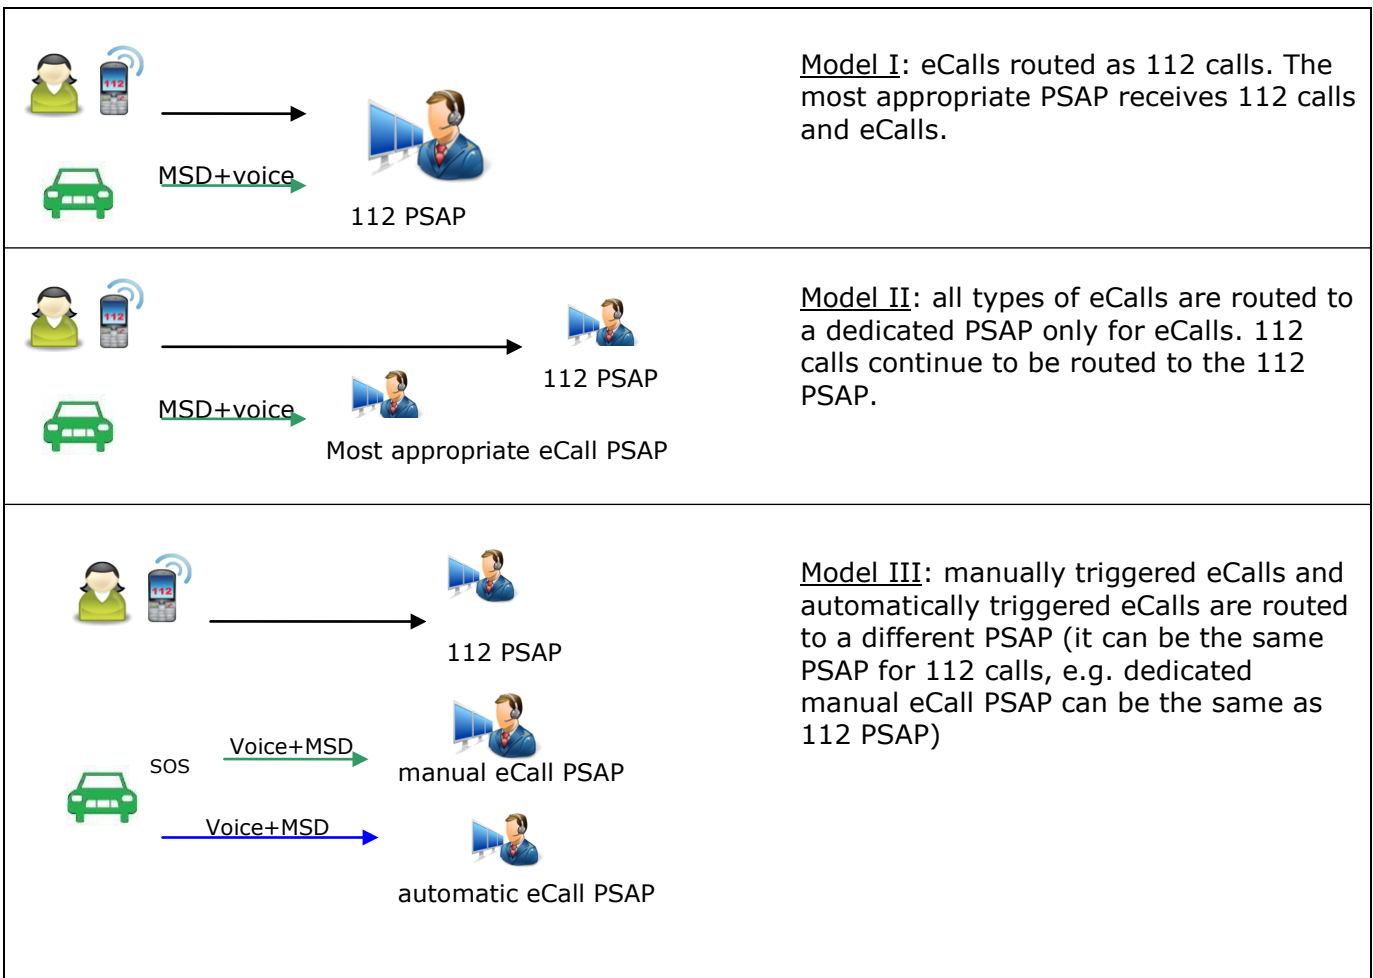 112
MSD+voice
112 PSAP
Model I: eCalls routed as 112 calls. The
most appropriate PSAP receives 112 calls
and eCalls.
112
112 PSAP
MSD+voice
Most appropriate eCall PSAP
Model II: all types of eCalls are routed to
a dedicated PSAP only for eCalls. 112
calls continue to be routed to the 112
PSAP.
112
112 PSAP
Voice+MSD
SOS
manual eCall PSAP
Voice+MSD
automatic eCall PSAP
Model III: manually triggered eCalls and
automatically triggered eCalls are routed
to a different PSAP (it can be the same
PSAP for 112 calls, e.g. dedicated
manual eCall PSAP can be the same as
112 PSAP)